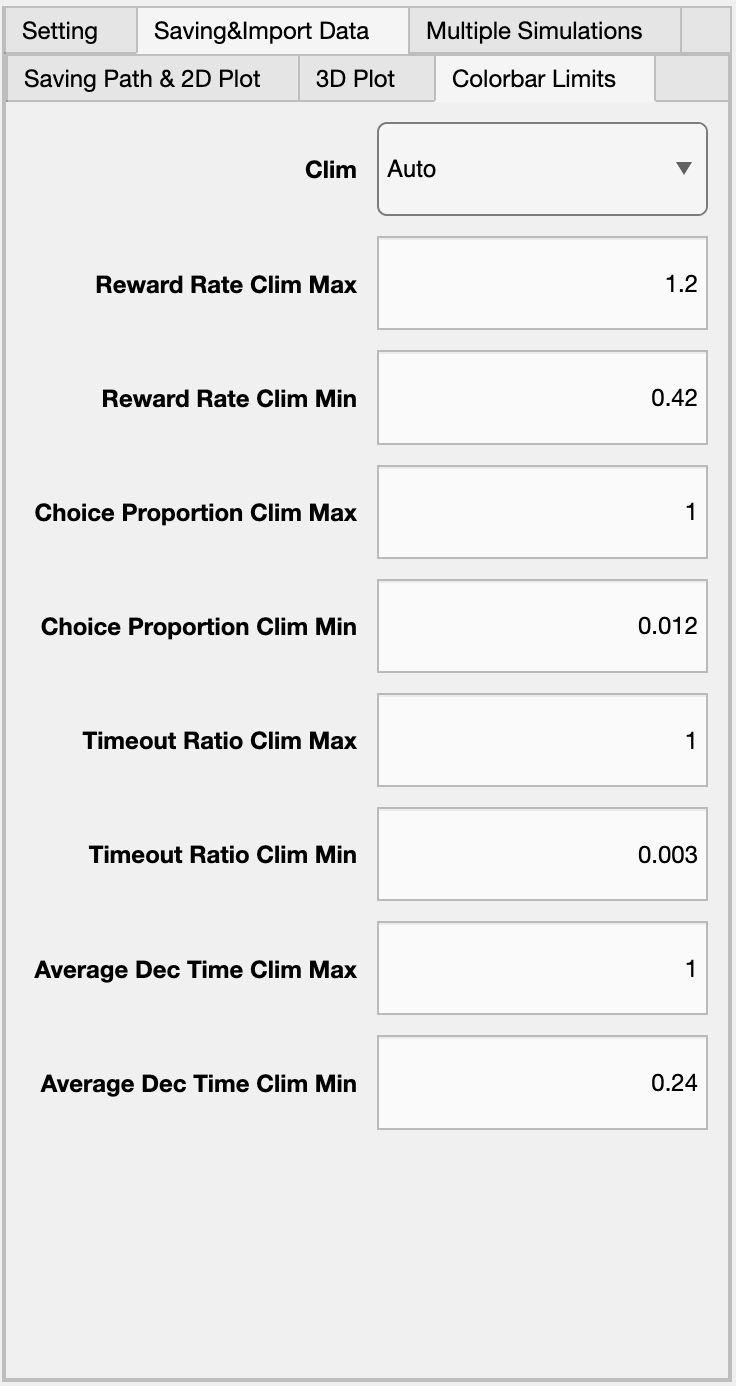 Setting Saving&Import Data Multiple Simulations
Saving Path & 2D Plot 3D Plot Colorbar Limits
Clim Auto
Reward Rate Clim Max 1.2
Reward Rate Clim Min 0.42
Choice Proportion Clim Max 1
Choice Proportion Clim Min 0.012
Timeout Ratio Clim Max 1
Timeout Ratio Clim Min 0.003
Average Dec Time Clim Max 1
Average Dec Time Clim Min 0.24